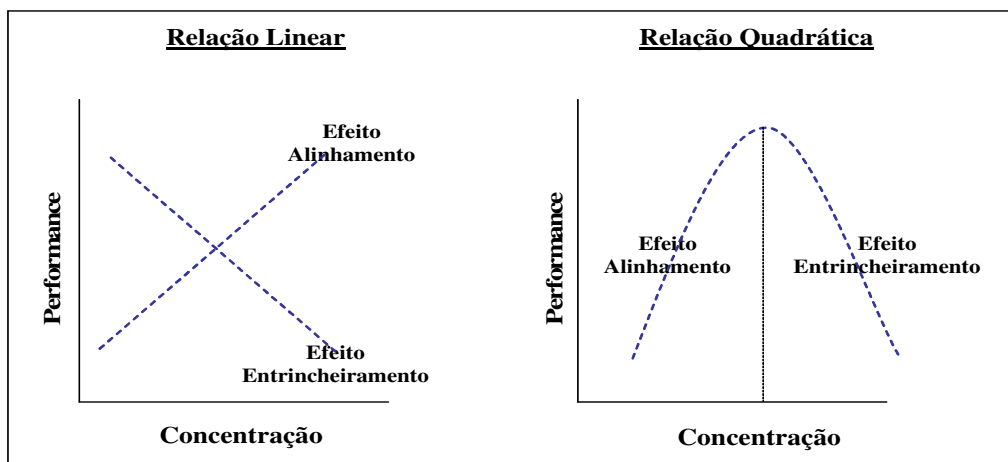 Relação Linear
Efeito
Alinhamento
Performance
Efeito
Entrincheiramento
Concentração
Relação Quadrática
Efeito
Alinhamento
Efeito
Entrincheiramento
Performance
Concentração